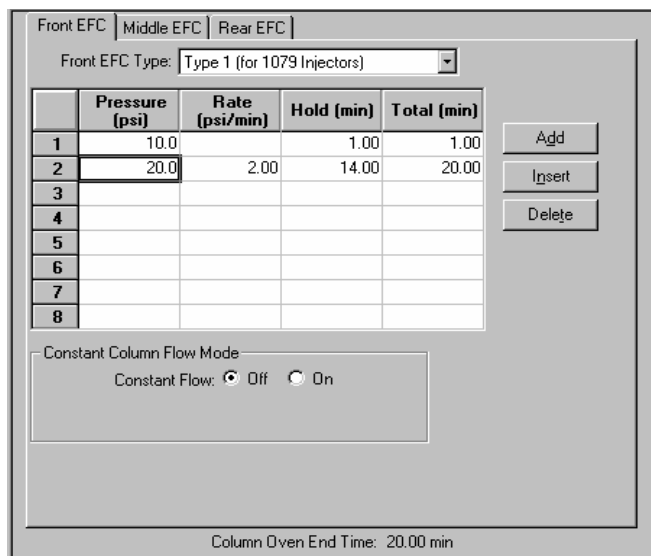 Front EFC Middle EFC Rear EFC
Front EFC Type: Type 1 (for 1079 Injectors)
Pressure (psi) Rate (psi/min) Hold (min) Total (min)
1 10.0 1.00 1.00
2 20.0 2.00 14.00 20.00
3
4
5
6
7
8
Add
Insert
Delete
Constant Column Flow Mode
Constant Flow: Off On
Column Oven End Time: 20.00 min